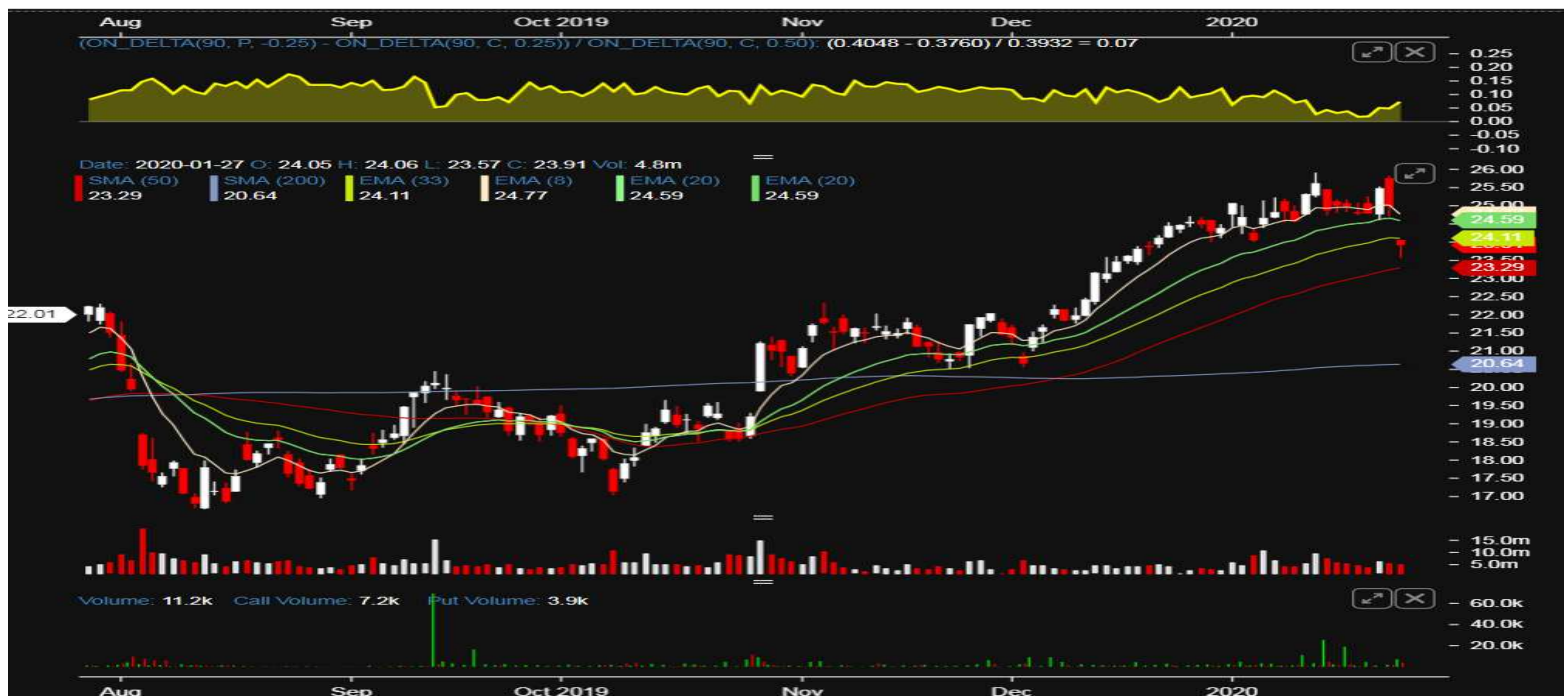 Aug Sep Oct 2019 Nov Dec 2020
(ON_DELTA(90, P, -0.25) - ON_DELTA(90, C, 0.25)) / ON_DELTA(90, C, 0.50): (0.4048 - 0.3760) / 0.3932 = 0.07
0.25
0.20
0.15
0.10
0.05
0.00
-0.05
-0.10
Date: 2020-01-27 O: 24.05 H: 24.06 L: 23.57 C: 23.91 Vol: 4.8m
SMA (50) SMA (200) EMA (33) EMA (8) EMA (20) EMA (20)
23.29 20.64 24.11 24.77 24.59 24.59
26.00
25.50
25.00
24.59
24.11
23.50
23.29
23.00
22.50
22.01
22.00
21.50
21.00
20.64
20.00
19.50
19.00
18.50
18.00
17.50
17.00
15.0m
10.0m
5.0m
Volume: 11.2k Call Volume: 7.2k Put Volume: 3.9k
60.0k
40.0k
20.0k
Aug Sep Oct 2019 Nov Dec 2020